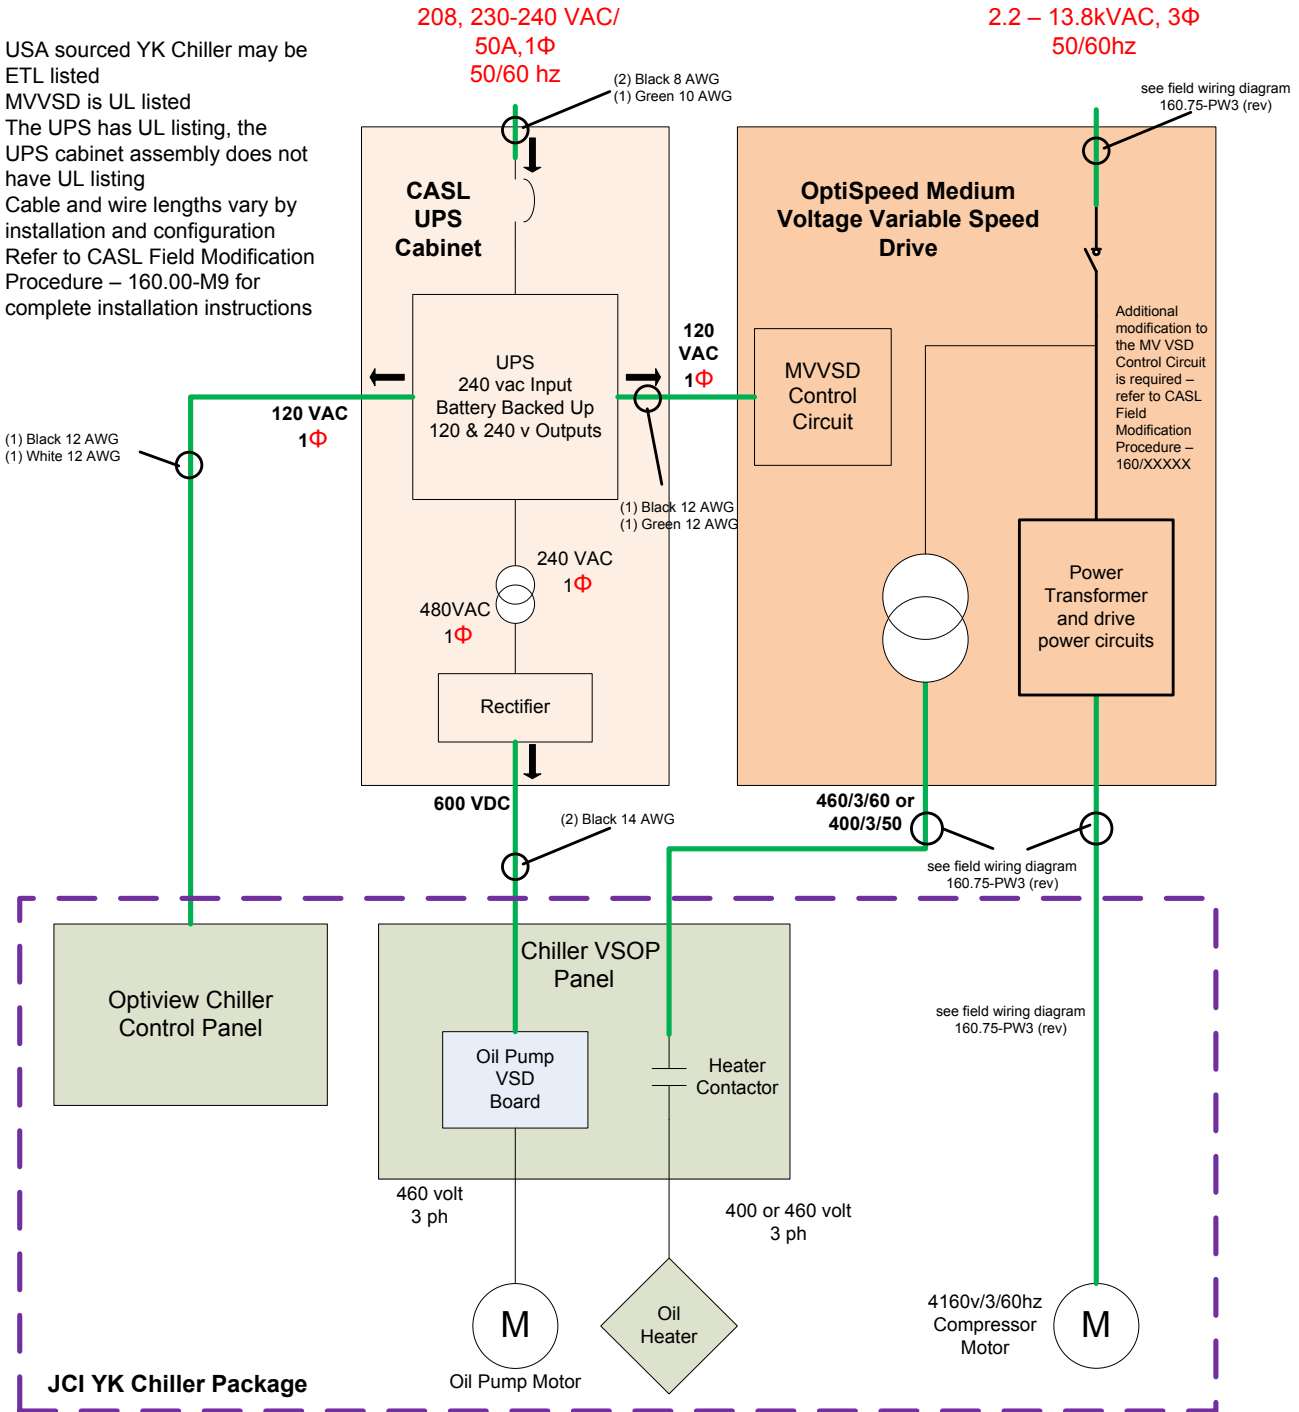 208, 230-240 VAC/
50A,1Φ
50/60 hz
2.2 – 13.8kVAC, 3Φ
50/60hz
USA sourced YK Chiller may be
ETL listed
MVVSD is UL listed
The UPS has UL listing, the
UPS cabinet assembly does not
have UL listing
Cable and wire lengths vary by
installation and configuration
Refer to CASL Field Modification
Procedure – 160.00-M9 for
complete installation instructions
(2) Black 8 AWG
(1) Green 10 AWG
see field wiring diagram
160.75-PW3 (rev)
CASL
UPS
Cabinet
OptiSpeed Medium
Voltage Variable Speed
Drive
UPS
240 vac Input
Battery Backed Up
120 & 240 v Outputs
120
VAC
1Φ
MVVSD
Control
Circuit
Additional
modification to
the MV VSD
Control Circuit
is required –
refer to CASL
Field
Modification
Procedure –
160/XXXXX
120 VAC
1Φ
(1) Black 12 AWG
(1) White 12 AWG
(1) Black 12 AWG
(1) Green 12 AWG
240 VAC
1Φ
480VAC
1Φ
Power
Transformer
and drive
power circuits
Rectifier
600 VDC
(2) Black 14 AWG
460/3/60 or
400/3/50
see field wiring diagram
160.75-PW3 (rev)
Optiview Chiller
Control Panel
Chiller VSOP
Panel
Oil Pump
VSD
Board
Heater
Contactor
see field wiring diagram
160.75-PW3 (rev)
460 volt
3 ph
400 or 460 volt
3 ph
M
Oil Pump Motor
Oil
Heater
4160v/3/60hz
Compressor
Motor
M
JCI YK Chiller Package